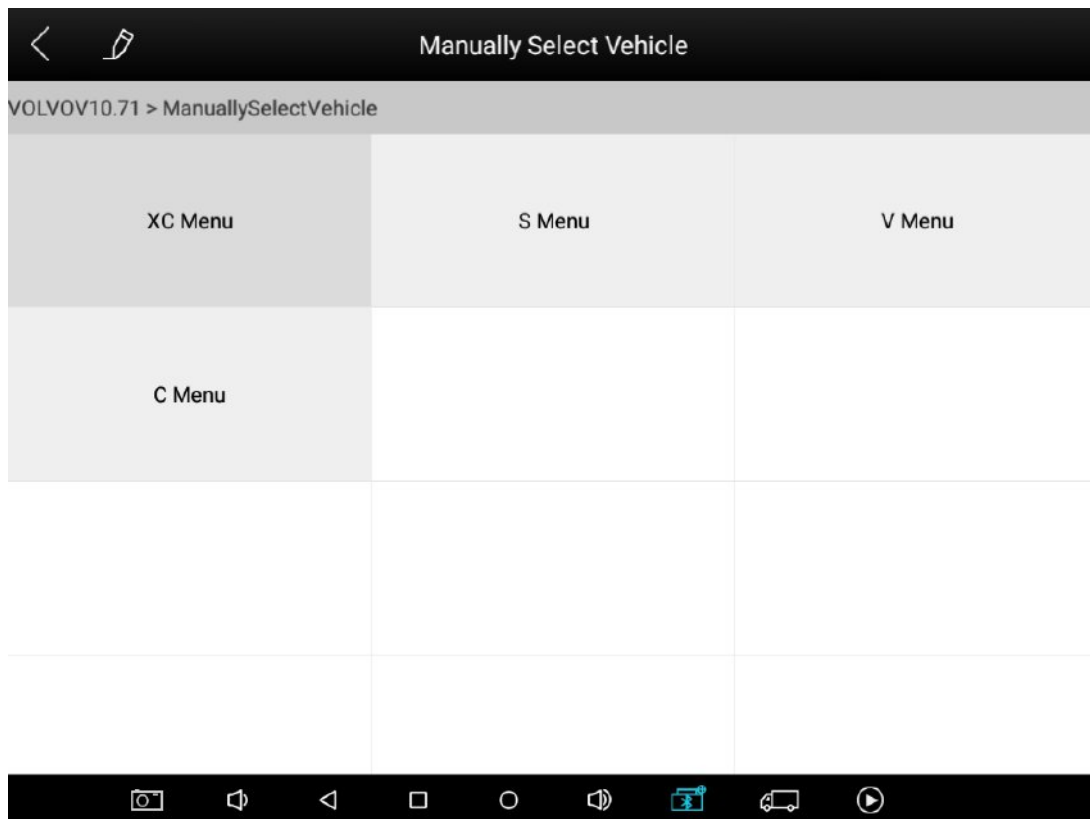 Manually Select Vehicle
VOLVOV10.71 > ManuallySelectVehicle
XC Menu
S Menu
V Menu
C Menu